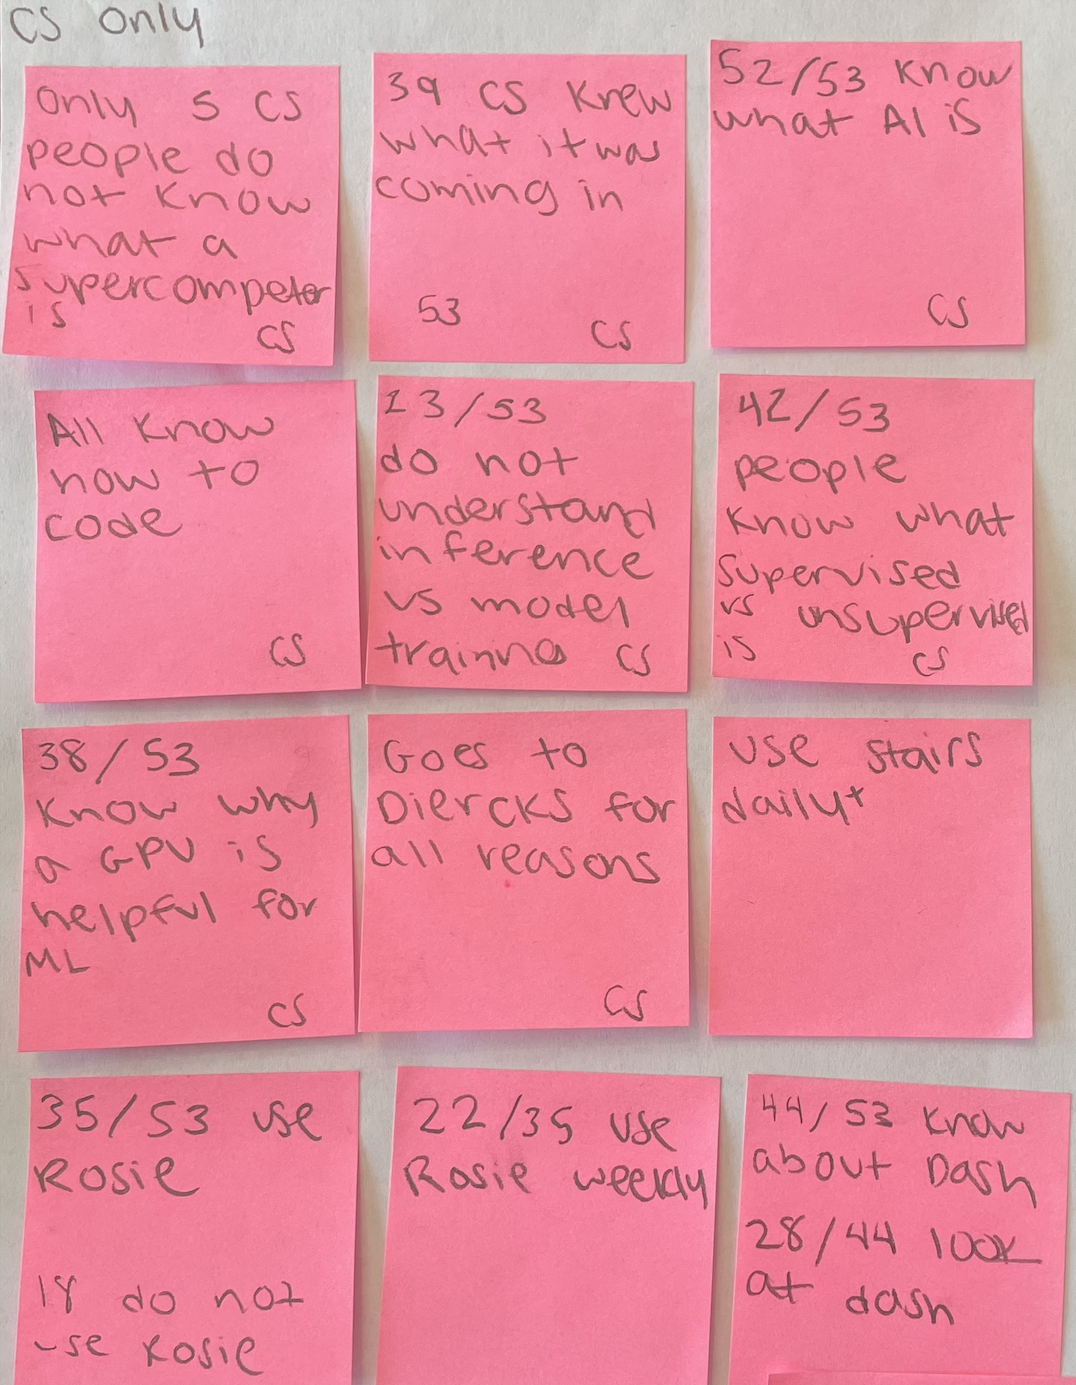 CS only
Only 5 CS
people do
not know
what a
supercompeter
is
CS
39 CS knew
what it was
coming in
53
CS
52/53 know
what AI is
CS
All know
how to
code
CS
13/53
do not
understand
inference
vs model
training
CS
42/53
people
know what
supervised
vs unsupervised
is
CS
38/53
know why
a GPU is
helpful for
ML
CS
Goes to
Diercks for
all reasons
CS
Use stairs
daily+
35/53 use
Rosie
18 do not
use Rosie
22/35 use
Rosie weekly
44/53 know
about Dash
28/44 look
at dash